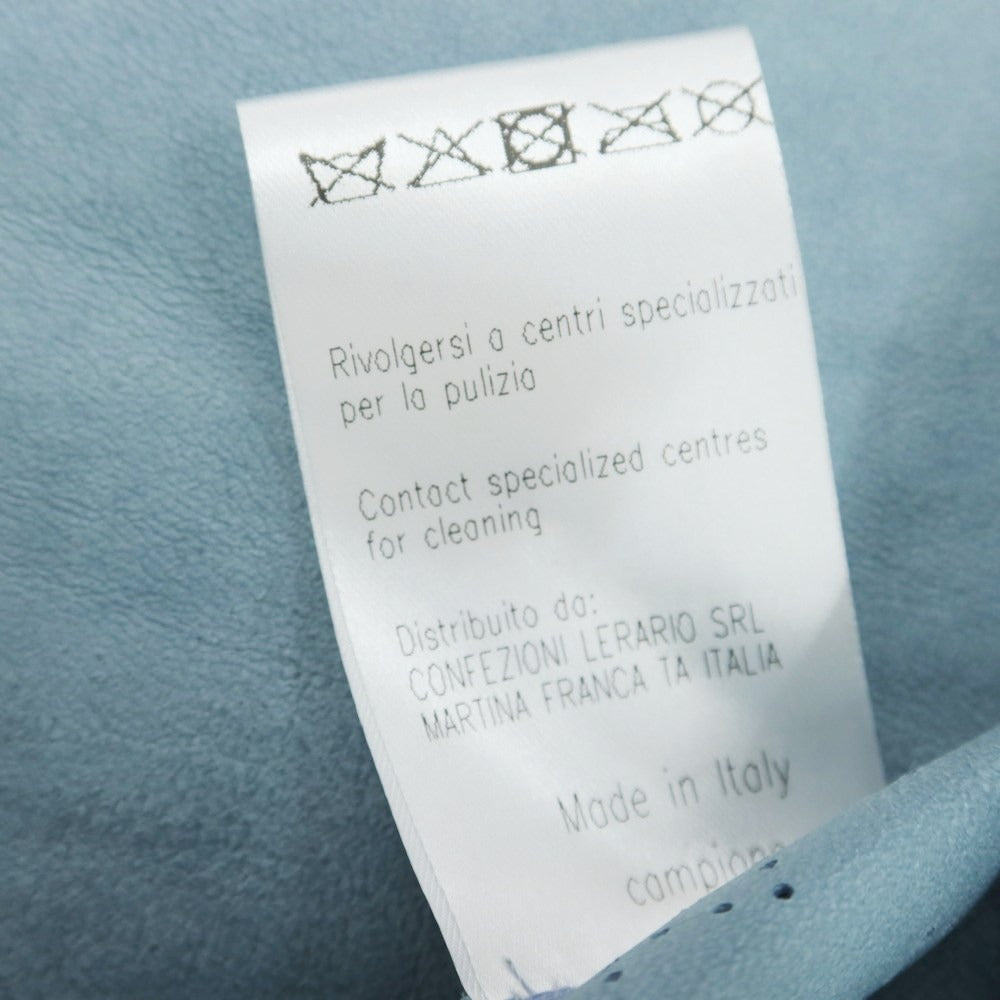 Rivolgersi a centri specializzati
per la pulizia
Contact specialized centres
for cleaning
Distribuito da:
CONFEZIONI LERARIO SRL
MARTINA FRANCA TA ITALIA
Made in Italy